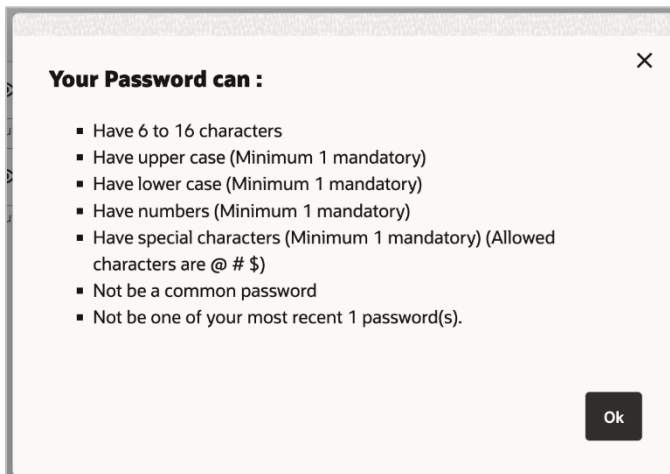 Your Password can :
Have 6 to 16 characters
Have upper case (Minimum 1 mandatory)
Have lower case (Minimum 1 mandatory)
Have numbers (Minimum 1 mandatory)
Have special characters (Minimum 1 mandatory) (Allowed
characters are @ # $)
Not be a common password
Not be one of your most recent 1 password(s).
Ok